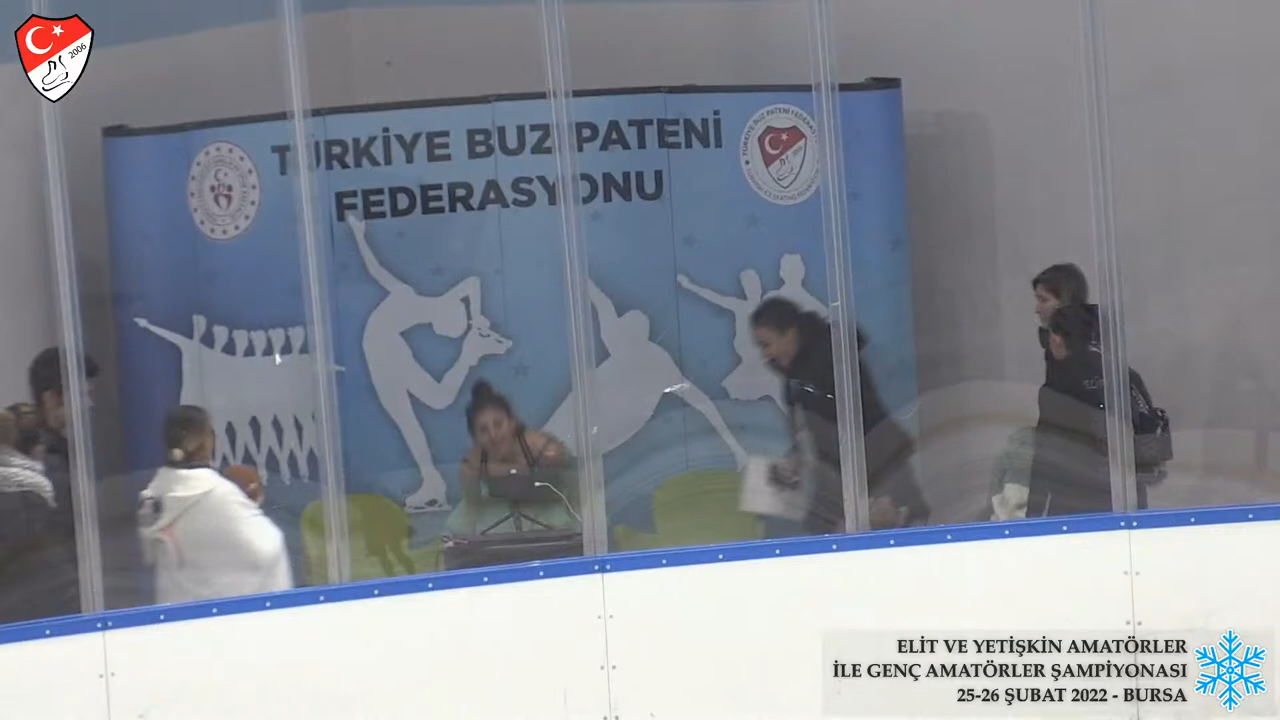 2006
TÜRKİYE BUZ PATENİ
FEDERASYONU
ELİT VE YETİŞKİN AMATÖRLER
İLE GENÇ AMATÖRLER ŞAMPİYONASI
25-26 ŞUBAT 2022 - BURSA